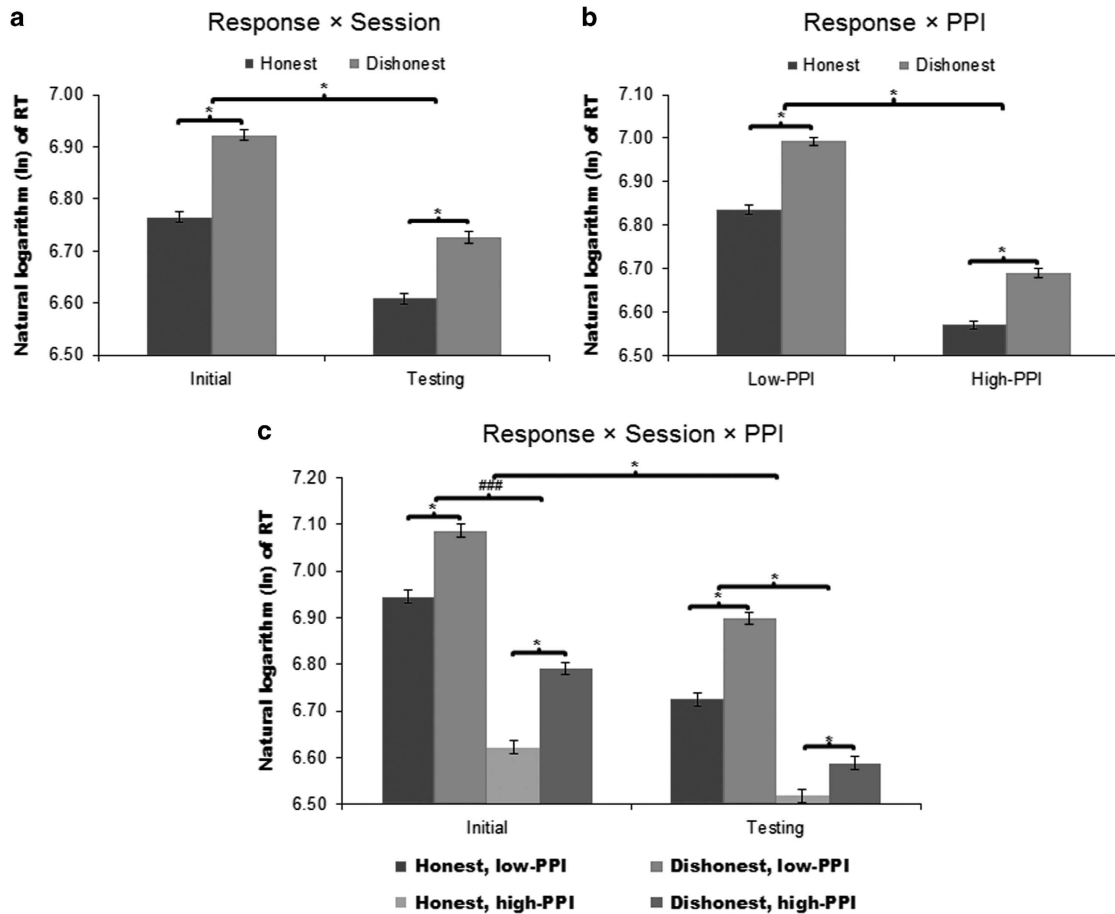 a
Response × Session
Honest Dishonest
Natural logarithm (ln) of RT
7.00
6.90
6.80
6.70
6.60
6.50
*
*
*
Initial Testing
b
Response × PPI
Honest Dishonest
Natural logarithm (ln) of RT
7.10
7.00
6.90
6.80
6.70
6.60
6.50
*
*
*
Low-PPI High-PPI
c
Response × Session × PPI
Natural logarithm (ln) of RT
7.20
7.10
7.00
6.90
6.80
6.70
6.60
6.50
*
###
*
*
*
*
*
Initial Testing
Honest, low-PPI Dishonest, low-PPI
Honest, high-PPI Dishonest, high-PPI